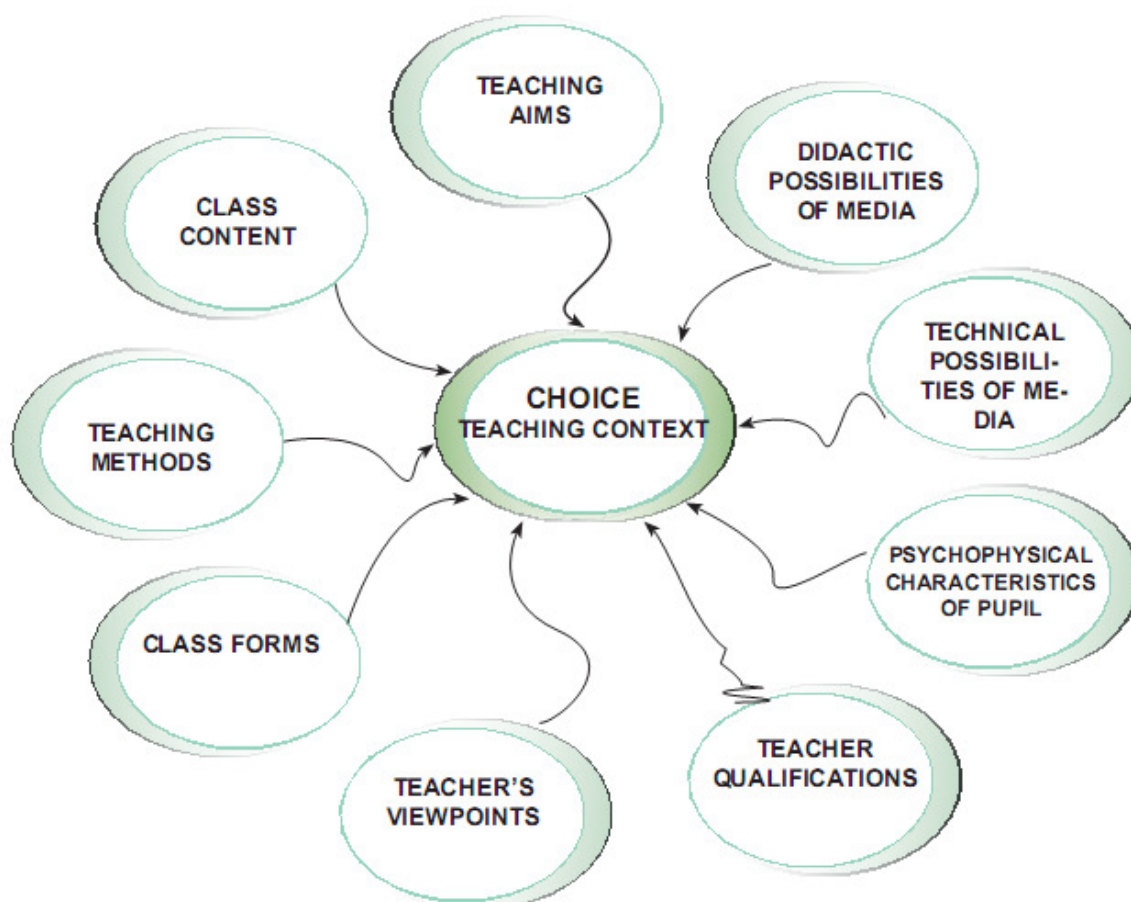 TEACHING
AIMS
DIDACTIC
POSSIBILITIES
OF MEDIA
CLASS
CONTENT
TECHNICAL
POSSIBILI-
TIES OF ME-
DIA
CHOICE
TEACHING CONTEXT
TEACHING
METHODS
PSYCHOPHYSICAL
CHARACTERISTICS
OF PUPIL
CLASS FORMS
TEACHER
QUALIFICATIONS
TEACHER’S
VIEWPOINTS